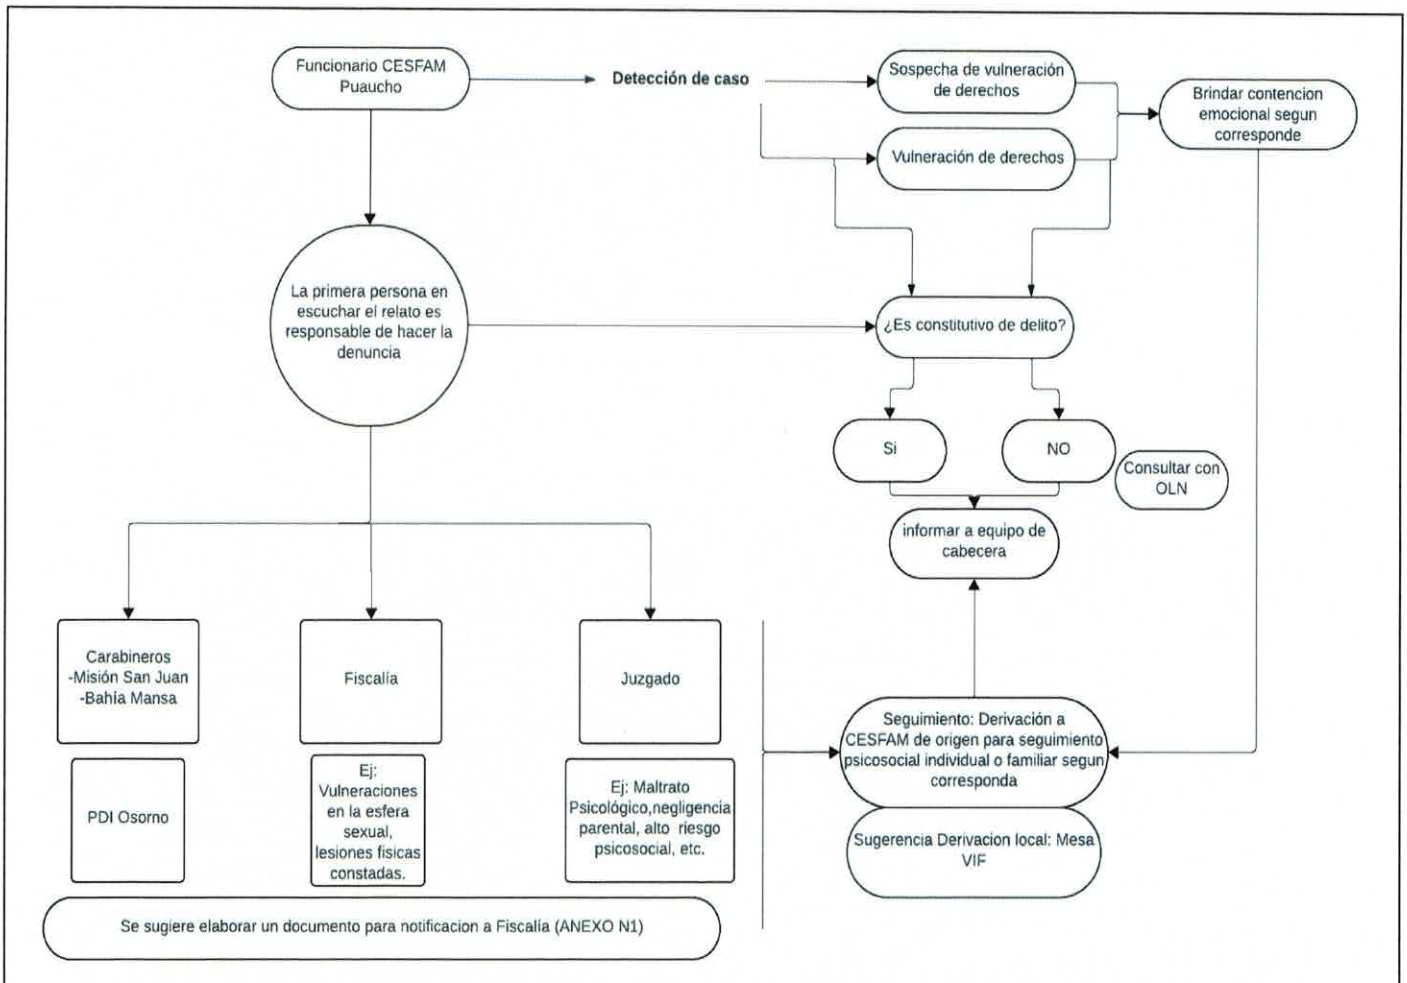 Funcionario CESFAM
Puaucho
Detección de caso
Sospecha de vulneración
de derechos
Vulneración de derechos
Brindar contencion
emocional segun
corresponde
La primera persona en
escuchar el relato es
responsable de hacer la
denuncia
¿Es constitutivo de delito?
Si
NO
Consultar con
OLN
informar a equipo de
cabecera
Carabineros
-Misión San Juan
-Bahía Mansa
Fiscalía
Juzgado
PDI Osorno
Ej:
Vulneraciones
en la esfera
sexual,
lesiones fisicas
constadas.
Ej: Maltrato
Psicológico,negligencia
parental, alto riesgo
psicosocial, etc.
Seguimiento: Derivación a
CESFAM de origen para seguimiento
psicosocial individual o familiar segun
corresponda
Sugerencia Derivacion local: Mesa
VIF
Se sugiere elaborar un documento para notificacion a Fiscalía (ANEXO N1)